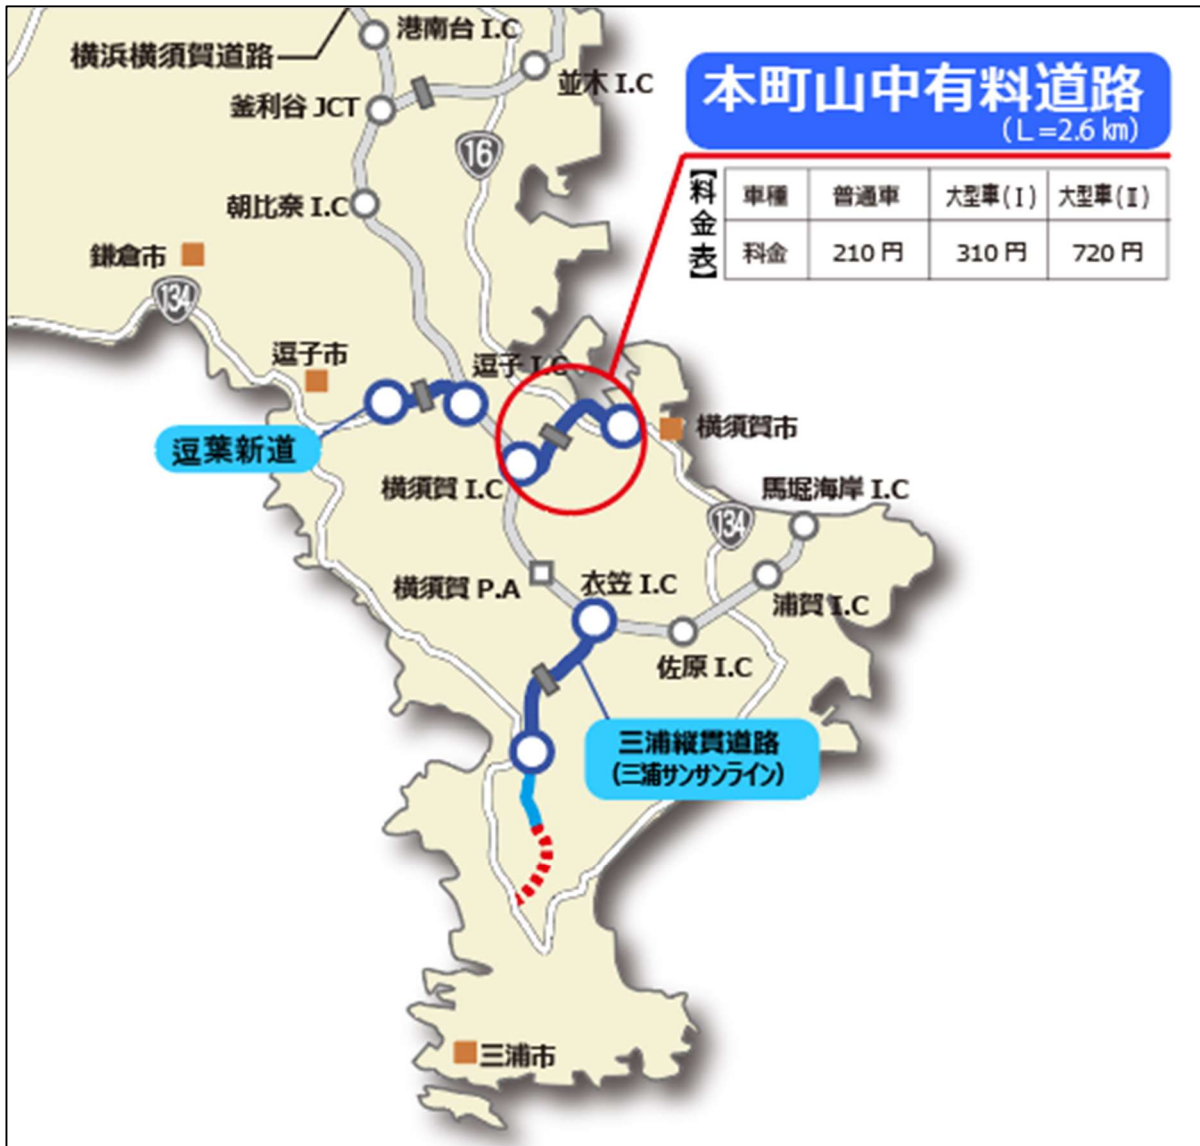 港南台 I.C
横浜横須賀道路
並木 I.C
釜利谷 JCT
本町山中有料道路
(L=2.6㎞)
16
【料金表】
車種 普通車 大型車(Ⅰ) 大型車(Ⅱ)
料金 210 円 310 円 720 円
朝比奈 I.C
鎌倉市
134
逗子市
逗子 I.C
横須賀市
逗葉新道
横須賀 I.C
馬堀海岸 I.C
134
横須賀 P.A
衣笠 I.C
浦賀 I.C
佐原 I.C
三浦縦貫道路
(三浦サンサンライン)
三浦市